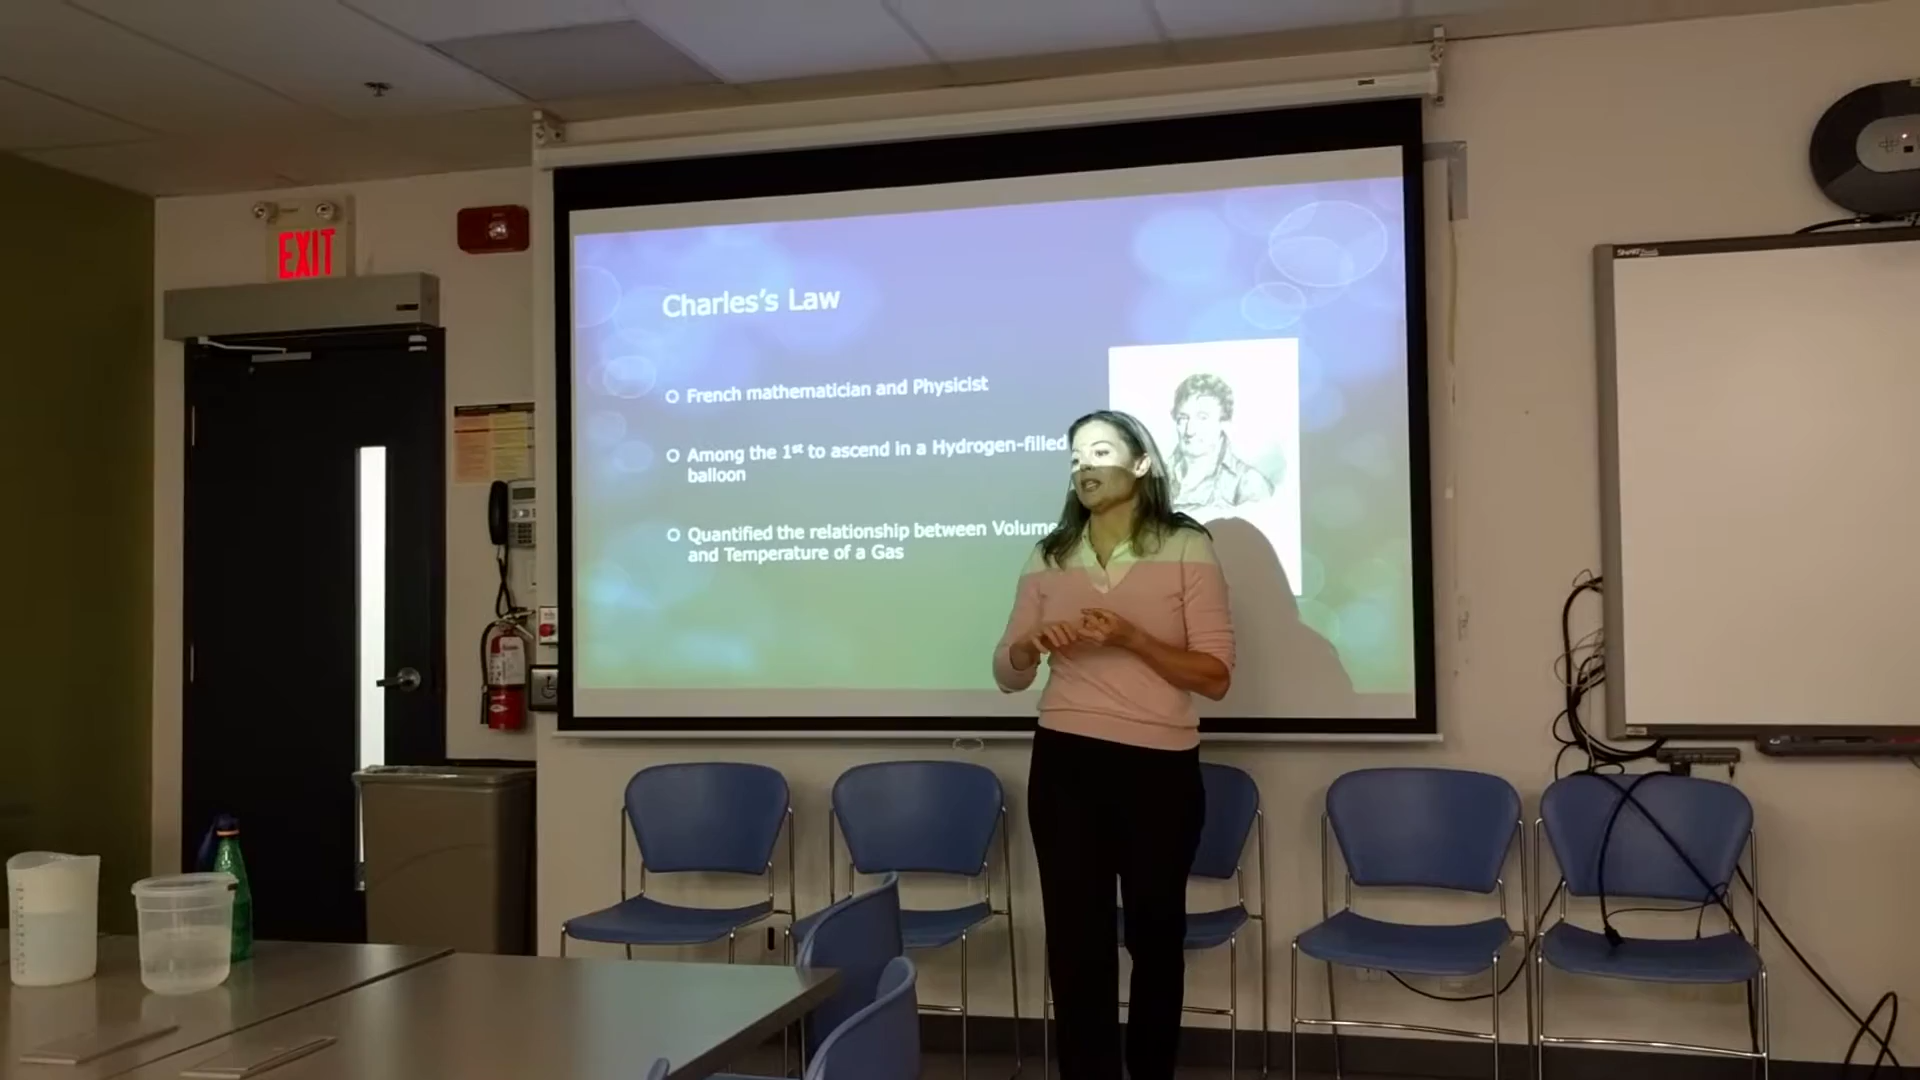 EXIT
Charles's Law
French mathematician and Physicist
Among the 1st to ascend in a Hydrogen-filled
balloon
Quantified the relationship between Volume
and Temperature of a Gas